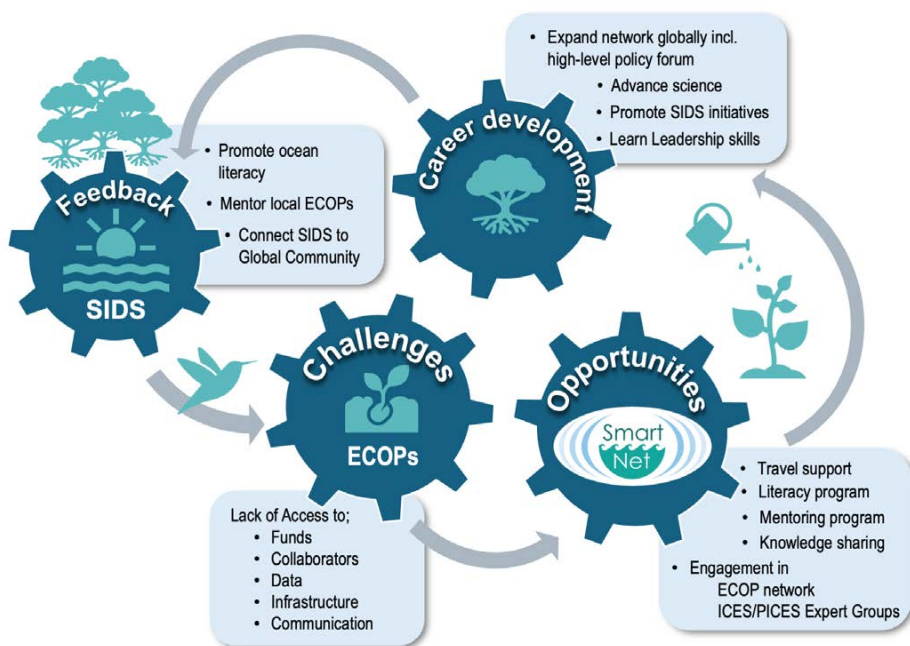 Career development
• Expand network globally incl.
high-level policy forum
• Advance science
• Promote SIDS initiatives
• Learn Leadership skills
Feedback
SIDS
• Promote ocean
literacy
• Mentor local ECOPs
• Connect SIDS to
Global Community
Challenges
ECOPs
Lack of Access to;
• Funds
• Collaborators
• Data
• Infrastructure
• Communication
Opportunities
Smart
Net
• Travel support
• Literacy program
• Mentoring program
• Knowledge sharing
• Engagement in
ECOP network
ICES/PICES Expert Groups